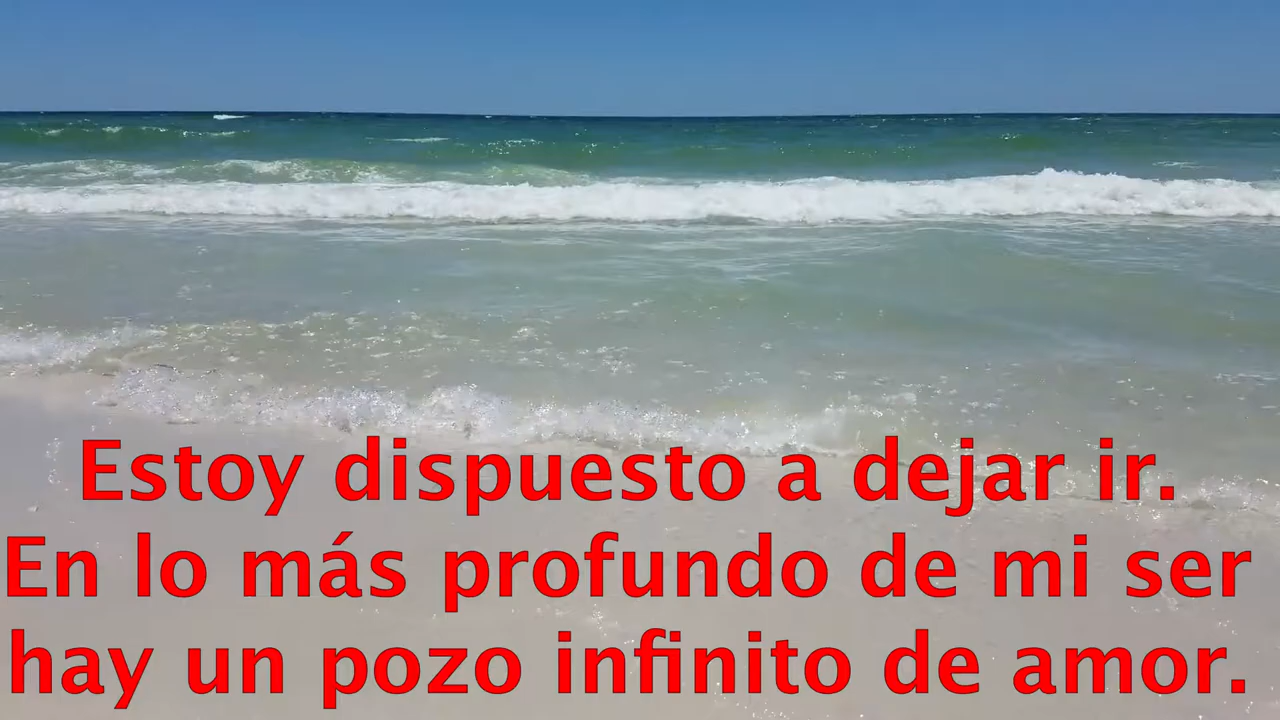 Estoy dispuesto a dejar ir.
En lo más profundo de mi ser
hay un pozo infinito de amor.